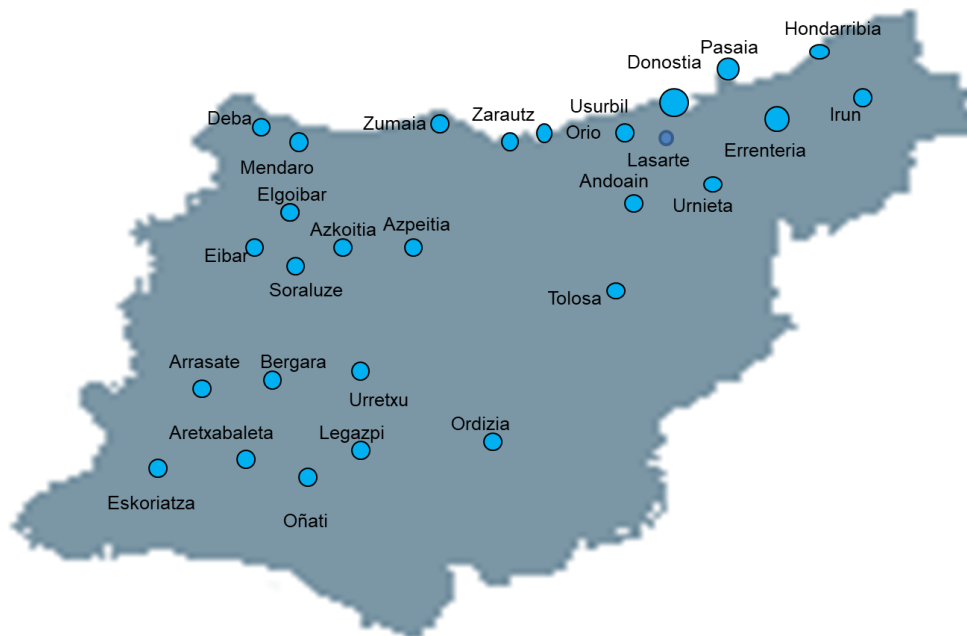 Hondarribia
Pasaia
Donostia
Usurbil
Zarautz
Irun
Deba
Zumaia
Orio
Errenteria
Mendaro
Lasarte
Andoain
Elgoibar
Urnieta
Azkoitia
Azpeitia
Eibar
Soraluze
Tolosa
Arrasate
Bergara
Urretxu
Ordizia
Aretxabaleta
Legazpi
Eskoriatza
Oñati